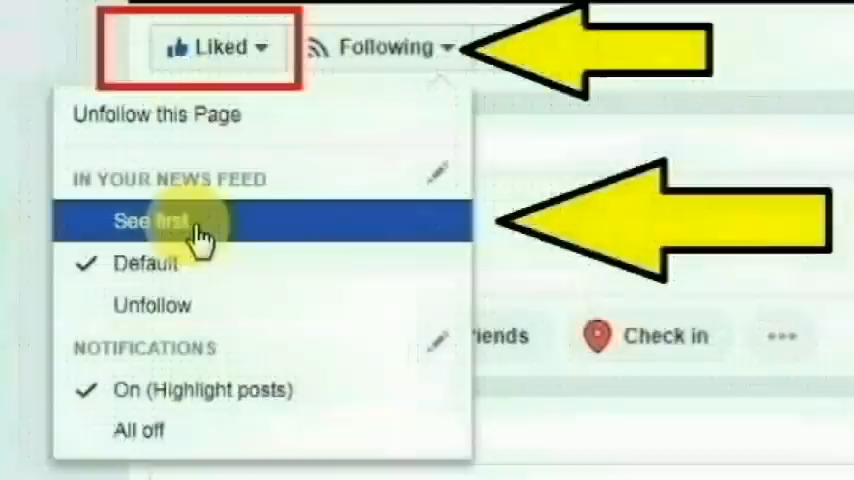 Liked Following
Unfollow this Page
IN YOUR NEWS FEED
See first
Default
Unfollow
iends Check in
NOTIFICATIONS
On (Highlight posts)
All off